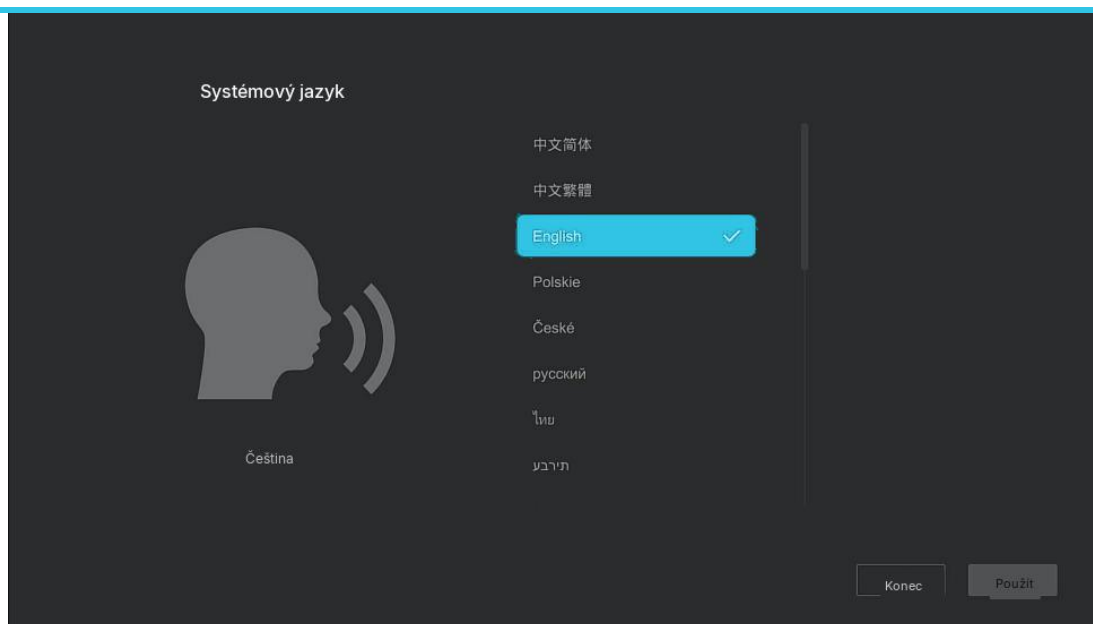 Systémový jazyk
中文简体
中文繁體
English
Polskie
České
русский
ไทย
תירבע
Čeština
Konec
Použít